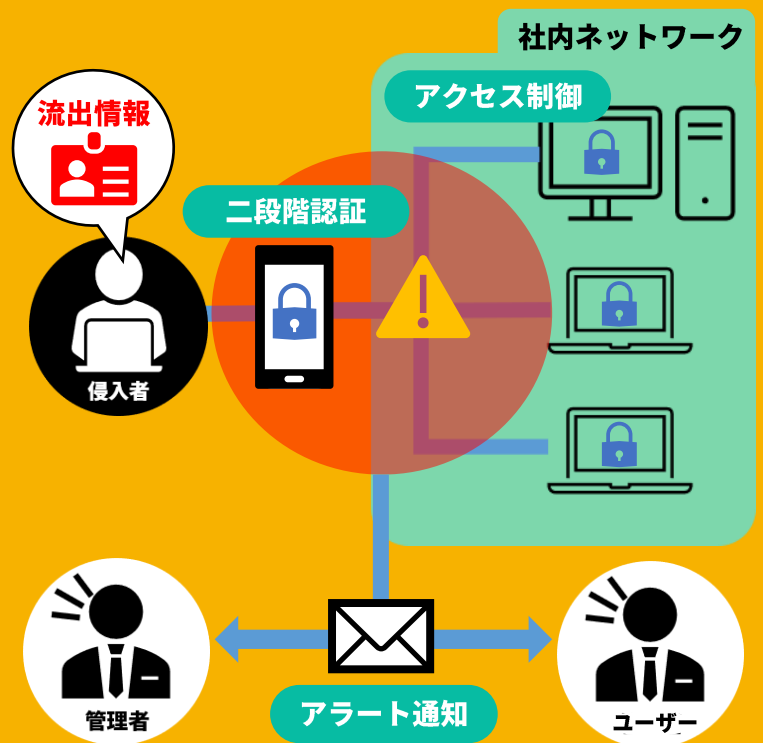 社内ネットワーク
アクセス制御
流出情報
二段階認証
侵入者
管理者
アラート通知
ユーザー